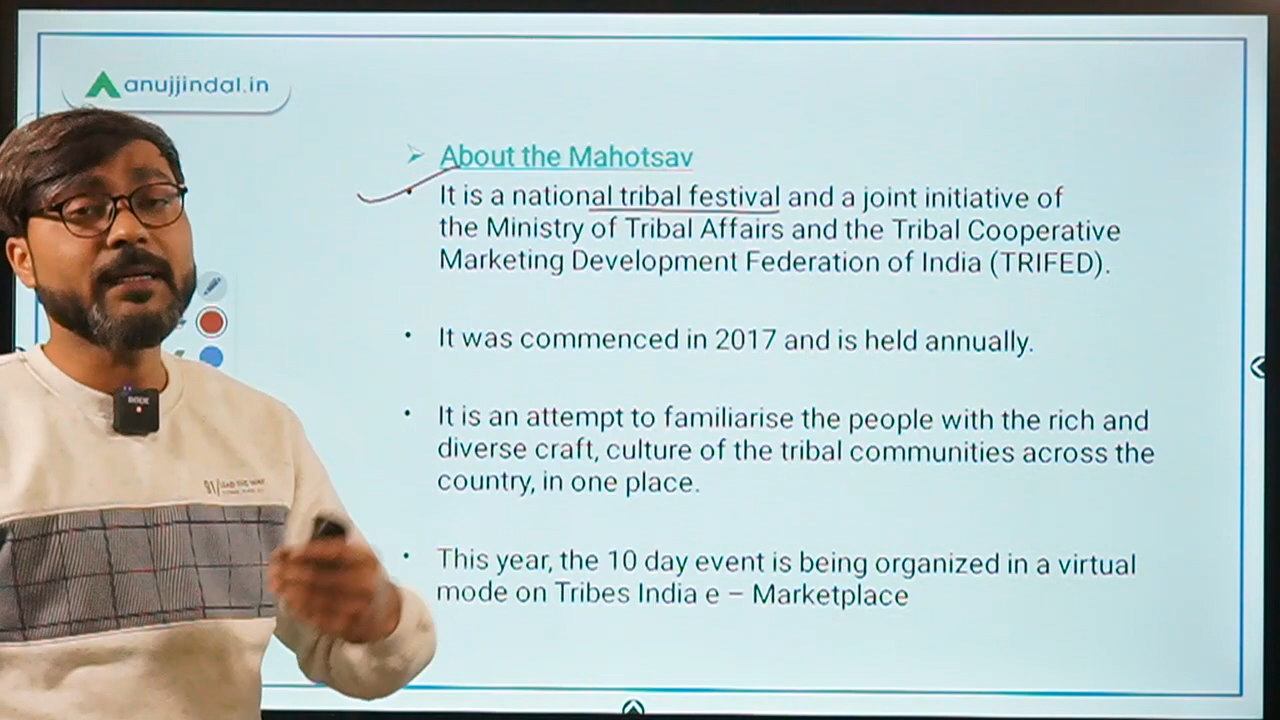 anujjindal.in
About the Mahotsav
It is a national tribal festival and a joint initiative of
the Ministry of Tribal Affairs and the Tribal Cooperative
Marketing Development Federation of India (TRIFED).
It was commenced in 2017 and is held annually.
It is an attempt to familiarise the people with the rich and
diverse craft, culture of the tribal communities across the
country, in one place.
This year, the 10 day event is being organized in a virtual
mode on Tribes India e – Marketplace